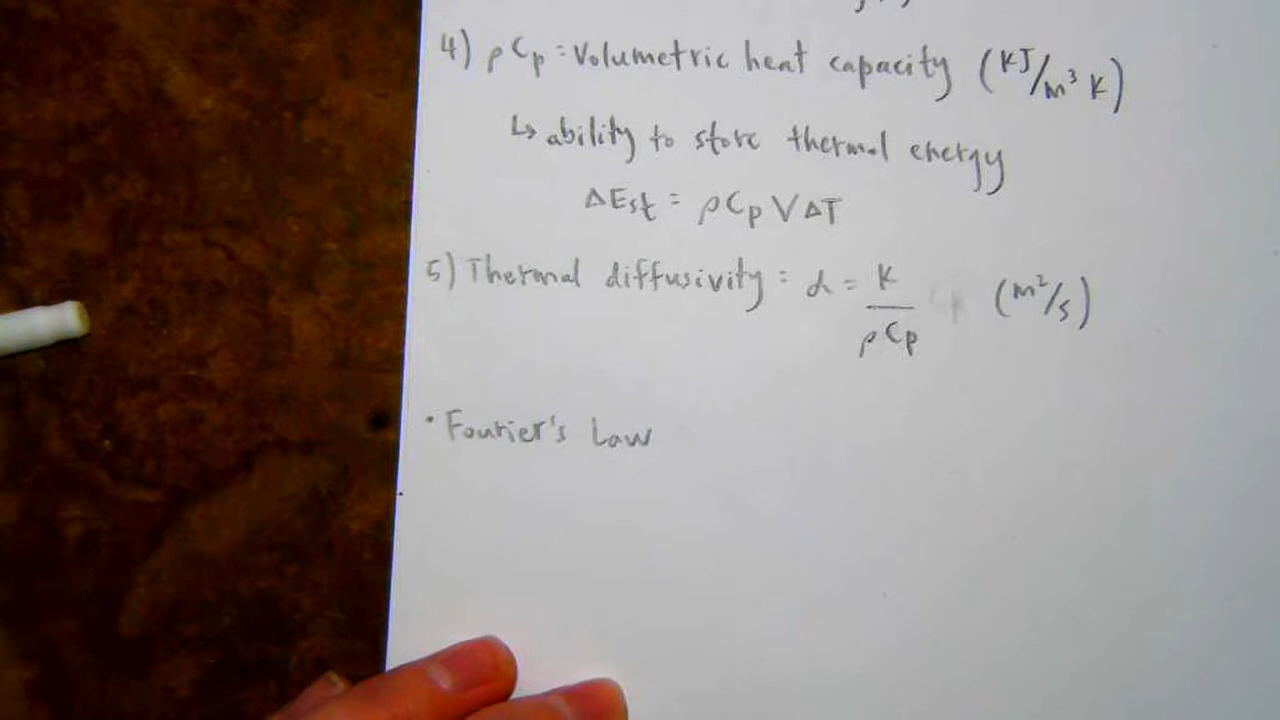 4) ρCp = Volumetric heat capacity (KJ/m³ K)
↳ ability to store thermal energy
ΔEst = ρCp V ΔT
5) Thermal diffusivity = α = K/ρCp (m²/s)
• Fourier's Law